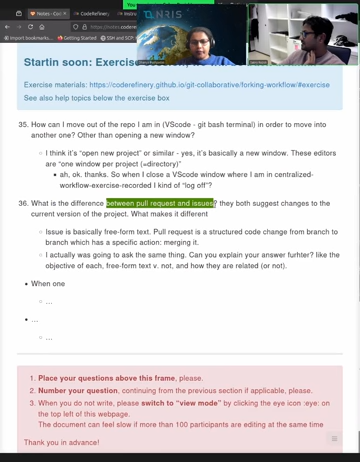 NRIS
Notes - Co
CodeRefiner
Import bookmarks...
Getting Started
SSH and SCP
Startin soon: Exercise
Exercise materials: https://coderefinery.github.io/git-collaborative/forking-workflow/#exercise
See also help topics below the exercise box
35. How can I move out of the repo I am in (VScode - git bash terminal) in order to move into
another one? Other than opening a new window?
I think it's "open new project" or similar - yes, it's basically a new window. These editors
are "one window per project (=directory)"
ah, ok. thanks. So when I close a VScode window where I am in centralized-
workflow-exercise-recorded I kind of "log off"?
36. What is the difference between pull request and issues? they both suggest changes to the
current version of the project. What makes it different
Issue is basically free-form text. Pull request is a structured code change from branch to
branch which has a specific action: merging it.
I actually was going to ask the same thing. Can you explain your answer furhter? like the
objective of each, free-form text v. not, and how they are related (or not).
When one
...
...
...
1. Place your questions above this frame, please.
2. Number your question, continuing from the previous section if applicable, please.
3. When you do not write, please switch to "view mode" by clicking the eye icon :eye: on
the top left of this webpage.
The document can feel slow if more than 100 participants are editing at the same time
Thank you in advance!